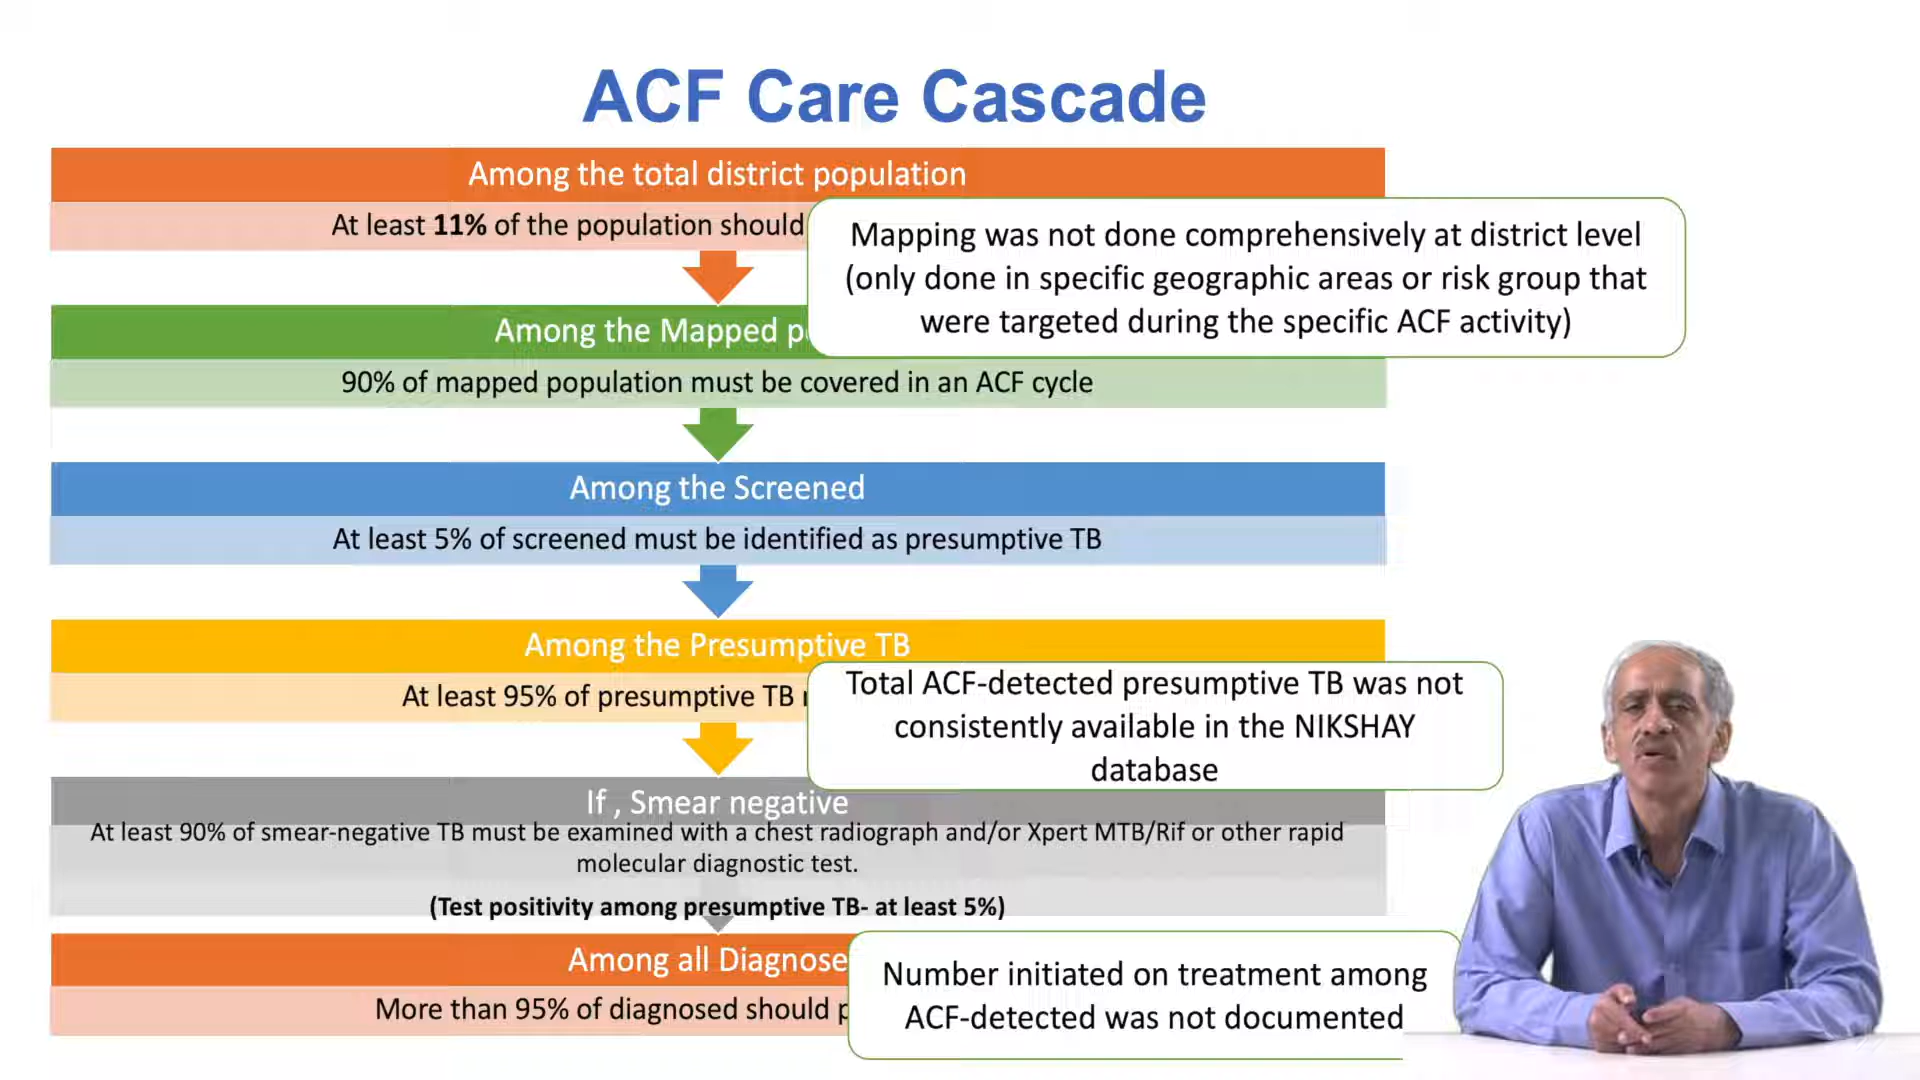 ACF Care Cascade
Among the total district population
At least 11% of the population should
Mapping was not done comprehensively at district level
(only done in specific geographic areas or risk group that
were targeted during the specific ACF activity)
Among the Mapped
90% of mapped population must be covered in an ACF cycle
Among the Screened
At least 5% of screened must be identified as presumptive TB
Among the Presumptive TB
At least 95% of presumptive TB
Total ACF-detected presumptive TB was not
consistently available in the NIKSHAY
database
If , Smear negative
At least 90% of smear-negative TB must be examined with a chest radiograph and/or Xpert MTB/Rif or other rapid
molecular diagnostic test.
(Test positivity among presumptive TB- at least 5%)
Among all Diagnose
More than 95% of diagnosed should
Number initiated on treatment among
ACF-detected was not documented